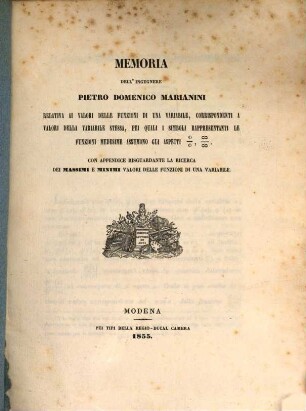 MEMORIA
DELL' INGEGNERE
PIETRO DOMENICO MARIANINI
RELATIVA AI VALORI DELLE FUNZIONI DI UNA VARIABILE, CORRISPONDENTI A
VALORI DELLA VARIABILE STESSA, PEI QUALI I SIMBOLI RAPPRESENTANTI LE
FUNZIONI MEDESIME ASSUMONO GLI ASPETTI 0/0, ∞/∞
CON APPENDICE RISGUARDANTE LA RICERCA
DEI MASSIMI E MINIMI VALORI DELLE FUNZIONI DI UNA VARIABILE.
MODENA
PEI TIPI DELLA REGIO-DUCAL CAMERA
1855.